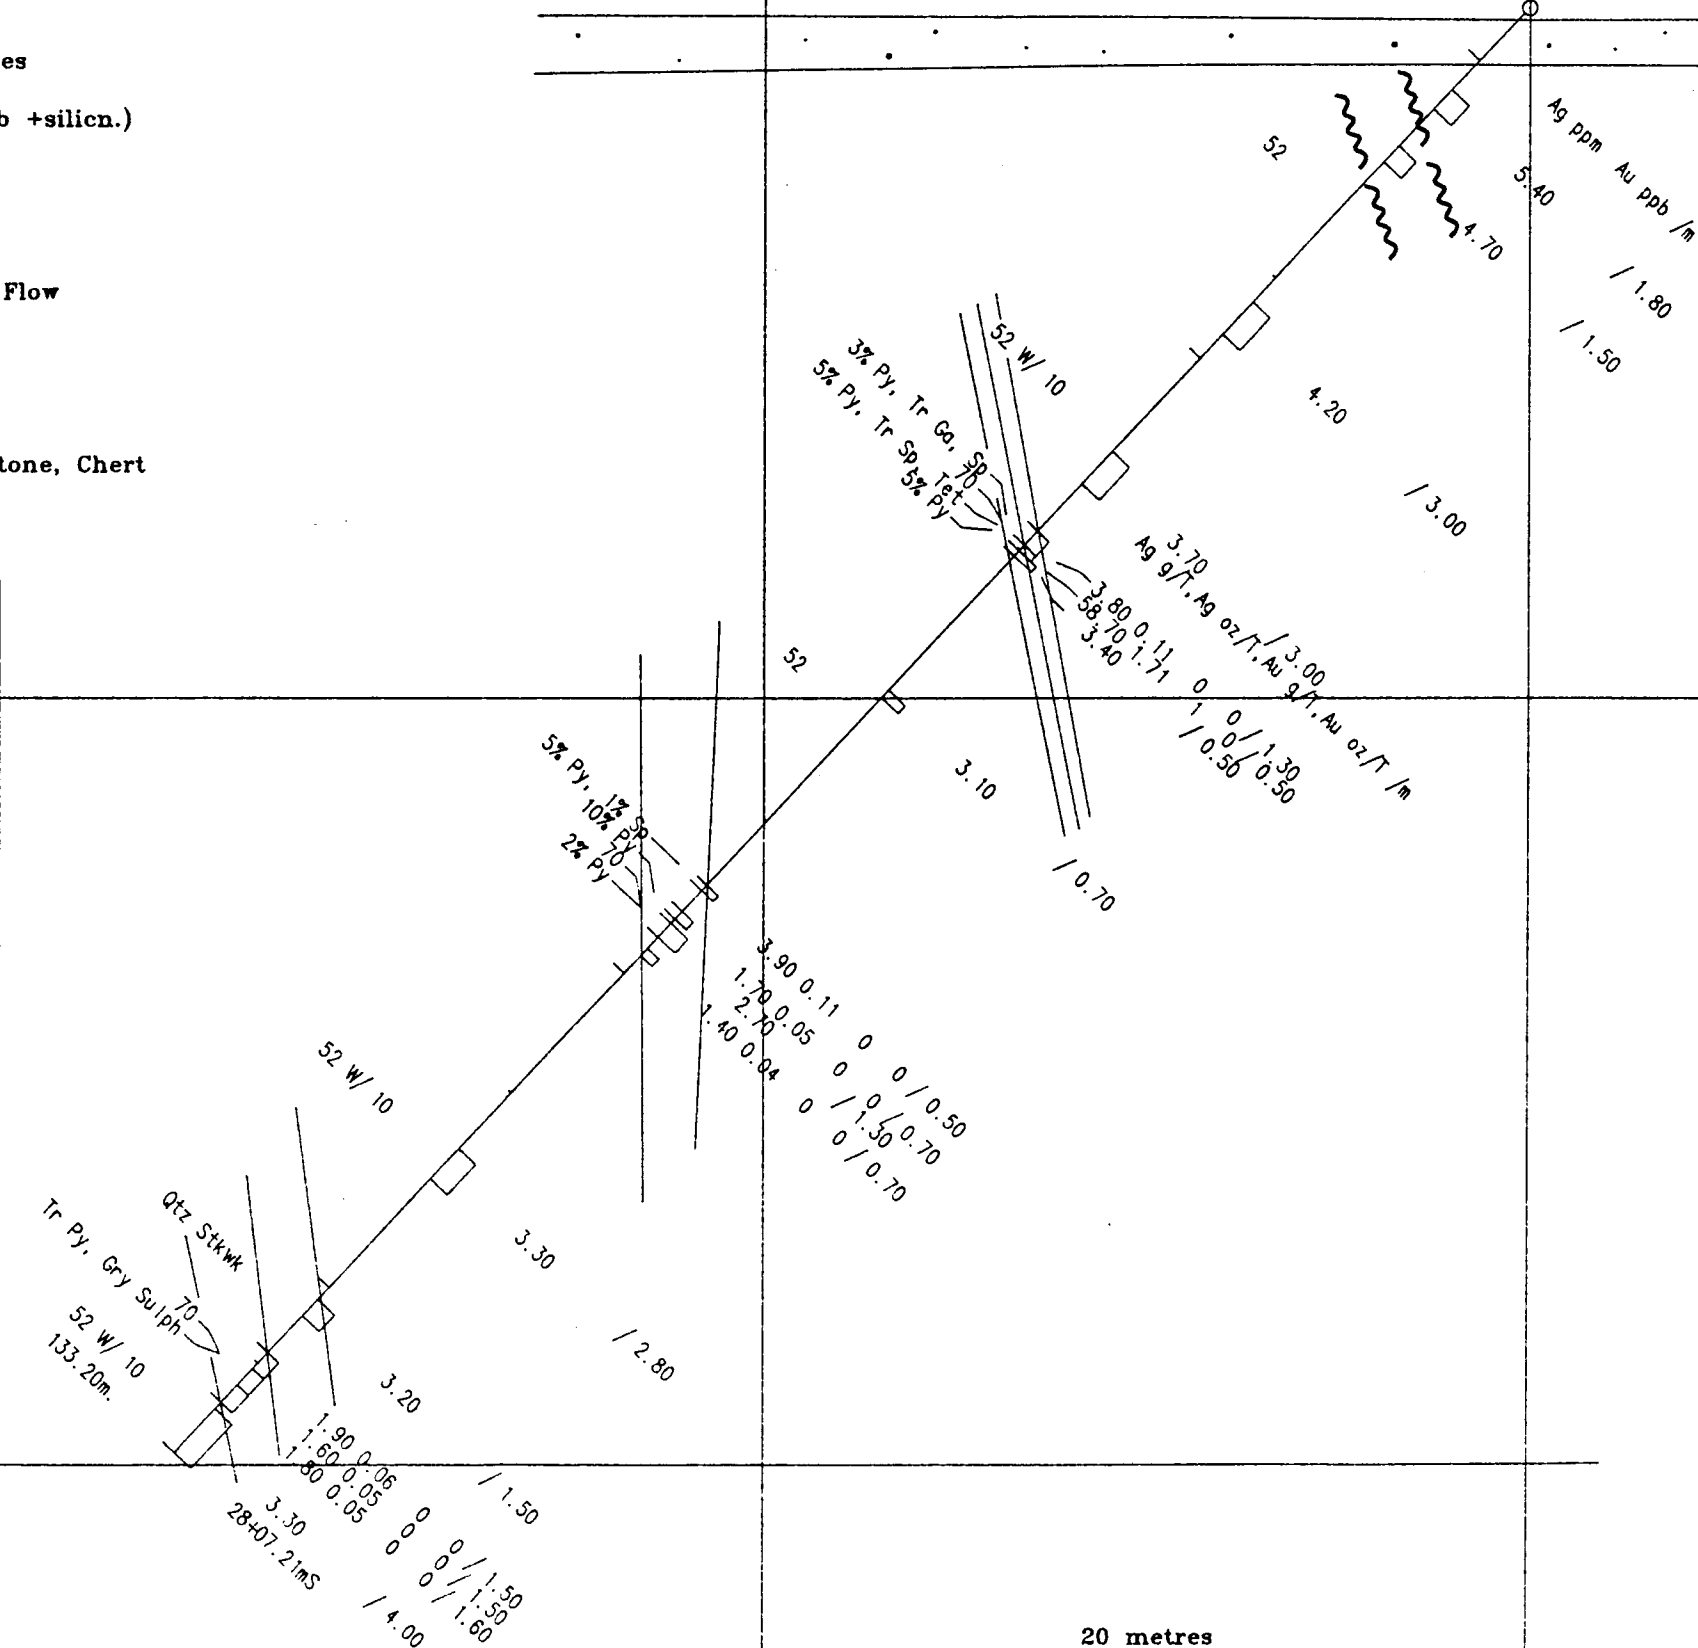 es
b +silicn.)
Flow
tone, Chert
Ag ppm Au ppb /m
5.40 / 1.80
4.70 / 1.50
52
4.20 / 3.00
52 W/ 10
3% Py, Tr Ga, Sp
70
5% Py, Tr Sp, Tet
5% Py
3.70 / 3.00
Ag g/T, Ag oz/T, Au g/T, Au oz/T /m
3.80 0.11 0 0 / 1.30
58.70 1.71 1 0 / 0.50
3.40 / 0.50
52
3.10 / 0.70
5% Py, 1% Sp
10% Py
70
2% Py
3.90 0.11 0 0 / 0.50
1.70 0.05 0 0 / 0.70
2.70 / 1.30
1.40 0.04 0 0 / 0.70
52 W/ 10
3.30 / 2.80
Qtz Stkwk
70
Tr Py, Gry Sulph
52 W/ 10
133.20m.
3.20 / 1.50
1.90 0.06 0 0 / 1.50
1.60 0.05 0 0 / 1.50
1.80 0.05 0 0 / 1.60
3.30 / 4.00
28+07.21mS
20 metres